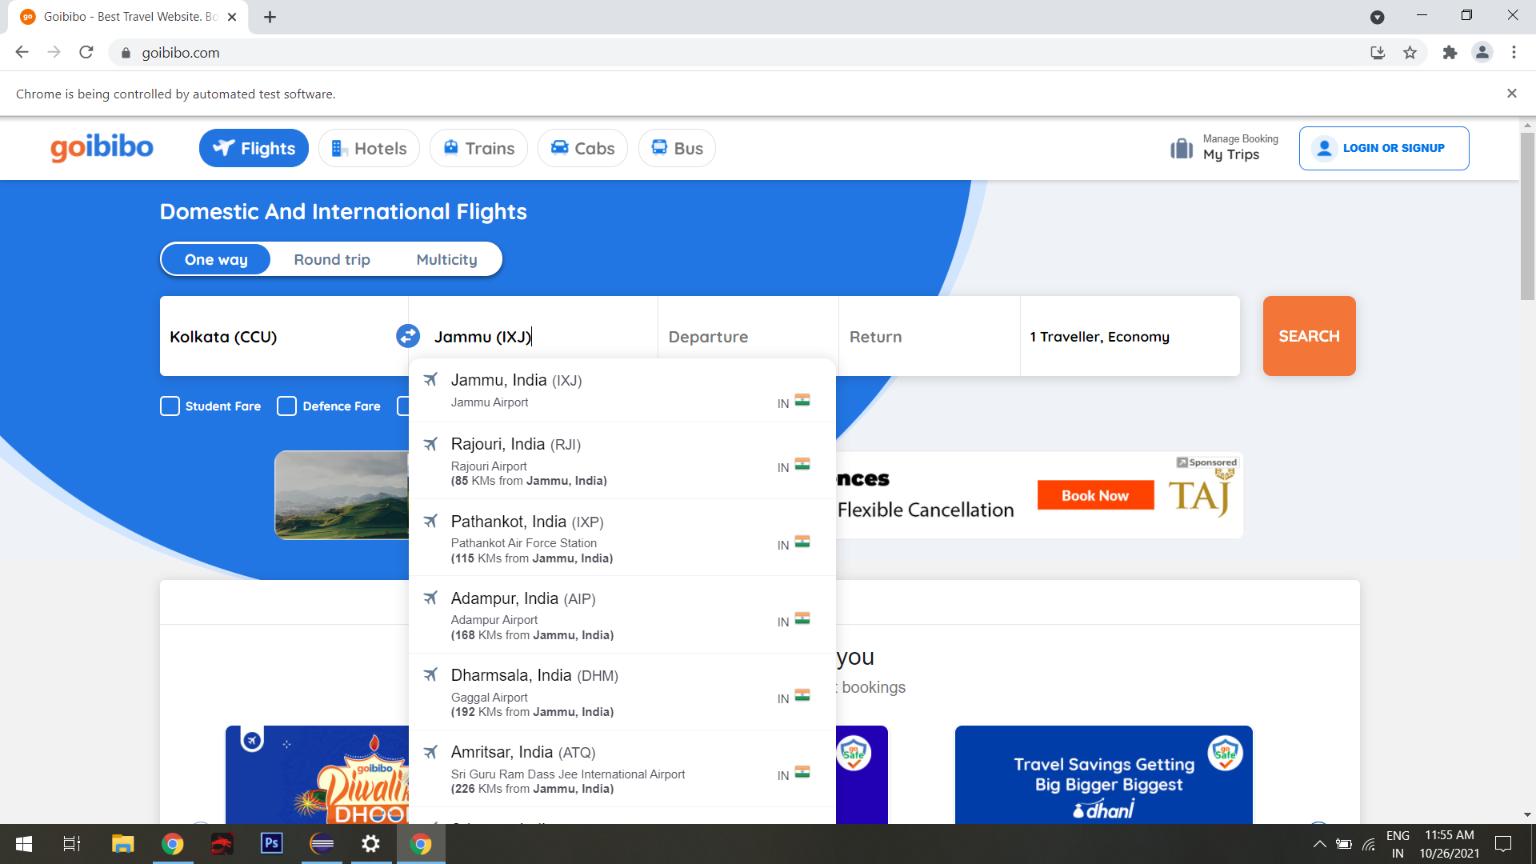 Goibibo - Best Travel Website. Bo
goibibo.com
Chrome is being controlled by automated test software.
goibibo
Flights
Hotels
Trains
Cabs
Bus
Manage Booking
My Trips
LOGIN OR SIGNUP
Domestic And International Flights
One way
Round trip
Multicity
Kolkata (CCU)
Jammu (IXJ)
Departure
Return
1 Traveller, Economy
SEARCH
Student Fare
Defence Fare
Jammu, India (IXJ)
Jammu Airport
IN
Rajouri, India (RJI)
Rajouri Airport
IN
(85 KMs from Jammu, India)
Pathankot, India (IXP)
Pathankot Air Force Station
IN
(115 KMs from Jammu, India)
Adampur, India (AIP)
Adampur Airport
IN
(168 KMs from Jammu, India)
Dharmsala, India (DHM)
Gaggal Airport
IN
(192 KMs from Jammu, India)
Amritsar, India (ATQ)
Sri Guru Ram Dass Jee International Airport
IN
(226 KMs from Jammu, India)
nces
Flexible Cancellation
Book Now
Sponsored
TAJ
you
bookings
goibibo
Diwali
DHOO
go Safe
Travel Savings Getting
Big Bigger Biggest
dhani
go Safe
Ps
ENG
IN
11:55 AM
10/26/2021